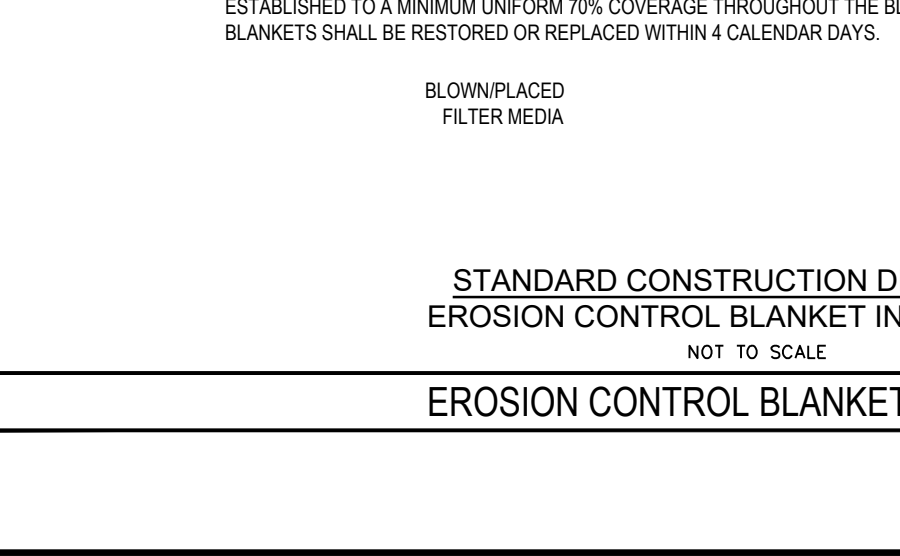 ESTABLISHED TO A MINIMUM UNIFORM 70% COVERAGE THROUGHOUT THE
BLANKETS SHALL BE RESTORED OR REPLACED WITHIN 4 CALENDAR DAYS.
BLOWN/PLACED
FILTER MEDIA
STANDARD CONSTRUCTION D
EROSION CONTROL BLANKET IN
NOT TO SCALE
EROSION CONTROL BLANKET